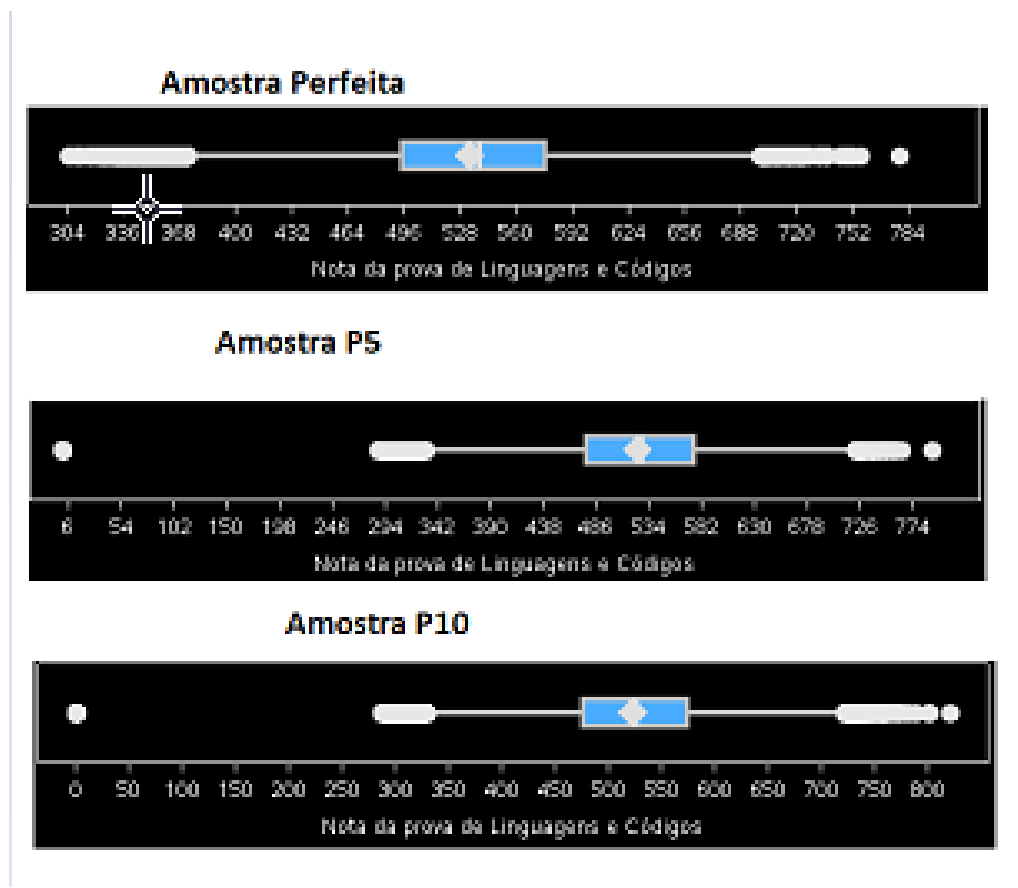 Amostra Perfeita
304 336 368 400 432 464 496 528 560 592 624 656 688 720 752 784
Nota da prova de Linguagens e Códigos
Amostra P5
6 54 102 150 198 246 294 342 390 438 486 534 582 630 678 726 774
Nota da prova de Linguagens e Códigos
Amostra P10
0 50 100 150 200 250 300 350 400 450 500 550 600 650 700 750 800
Nota da prova de Linguagens e Códigos